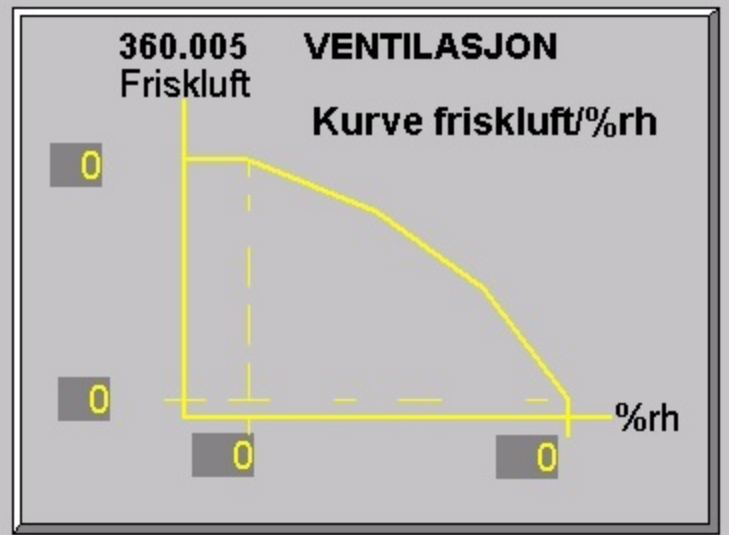 360.005 VENTILASJON
Friskluft
Kurve friskluft/%rh
0
0
%rh
0 0